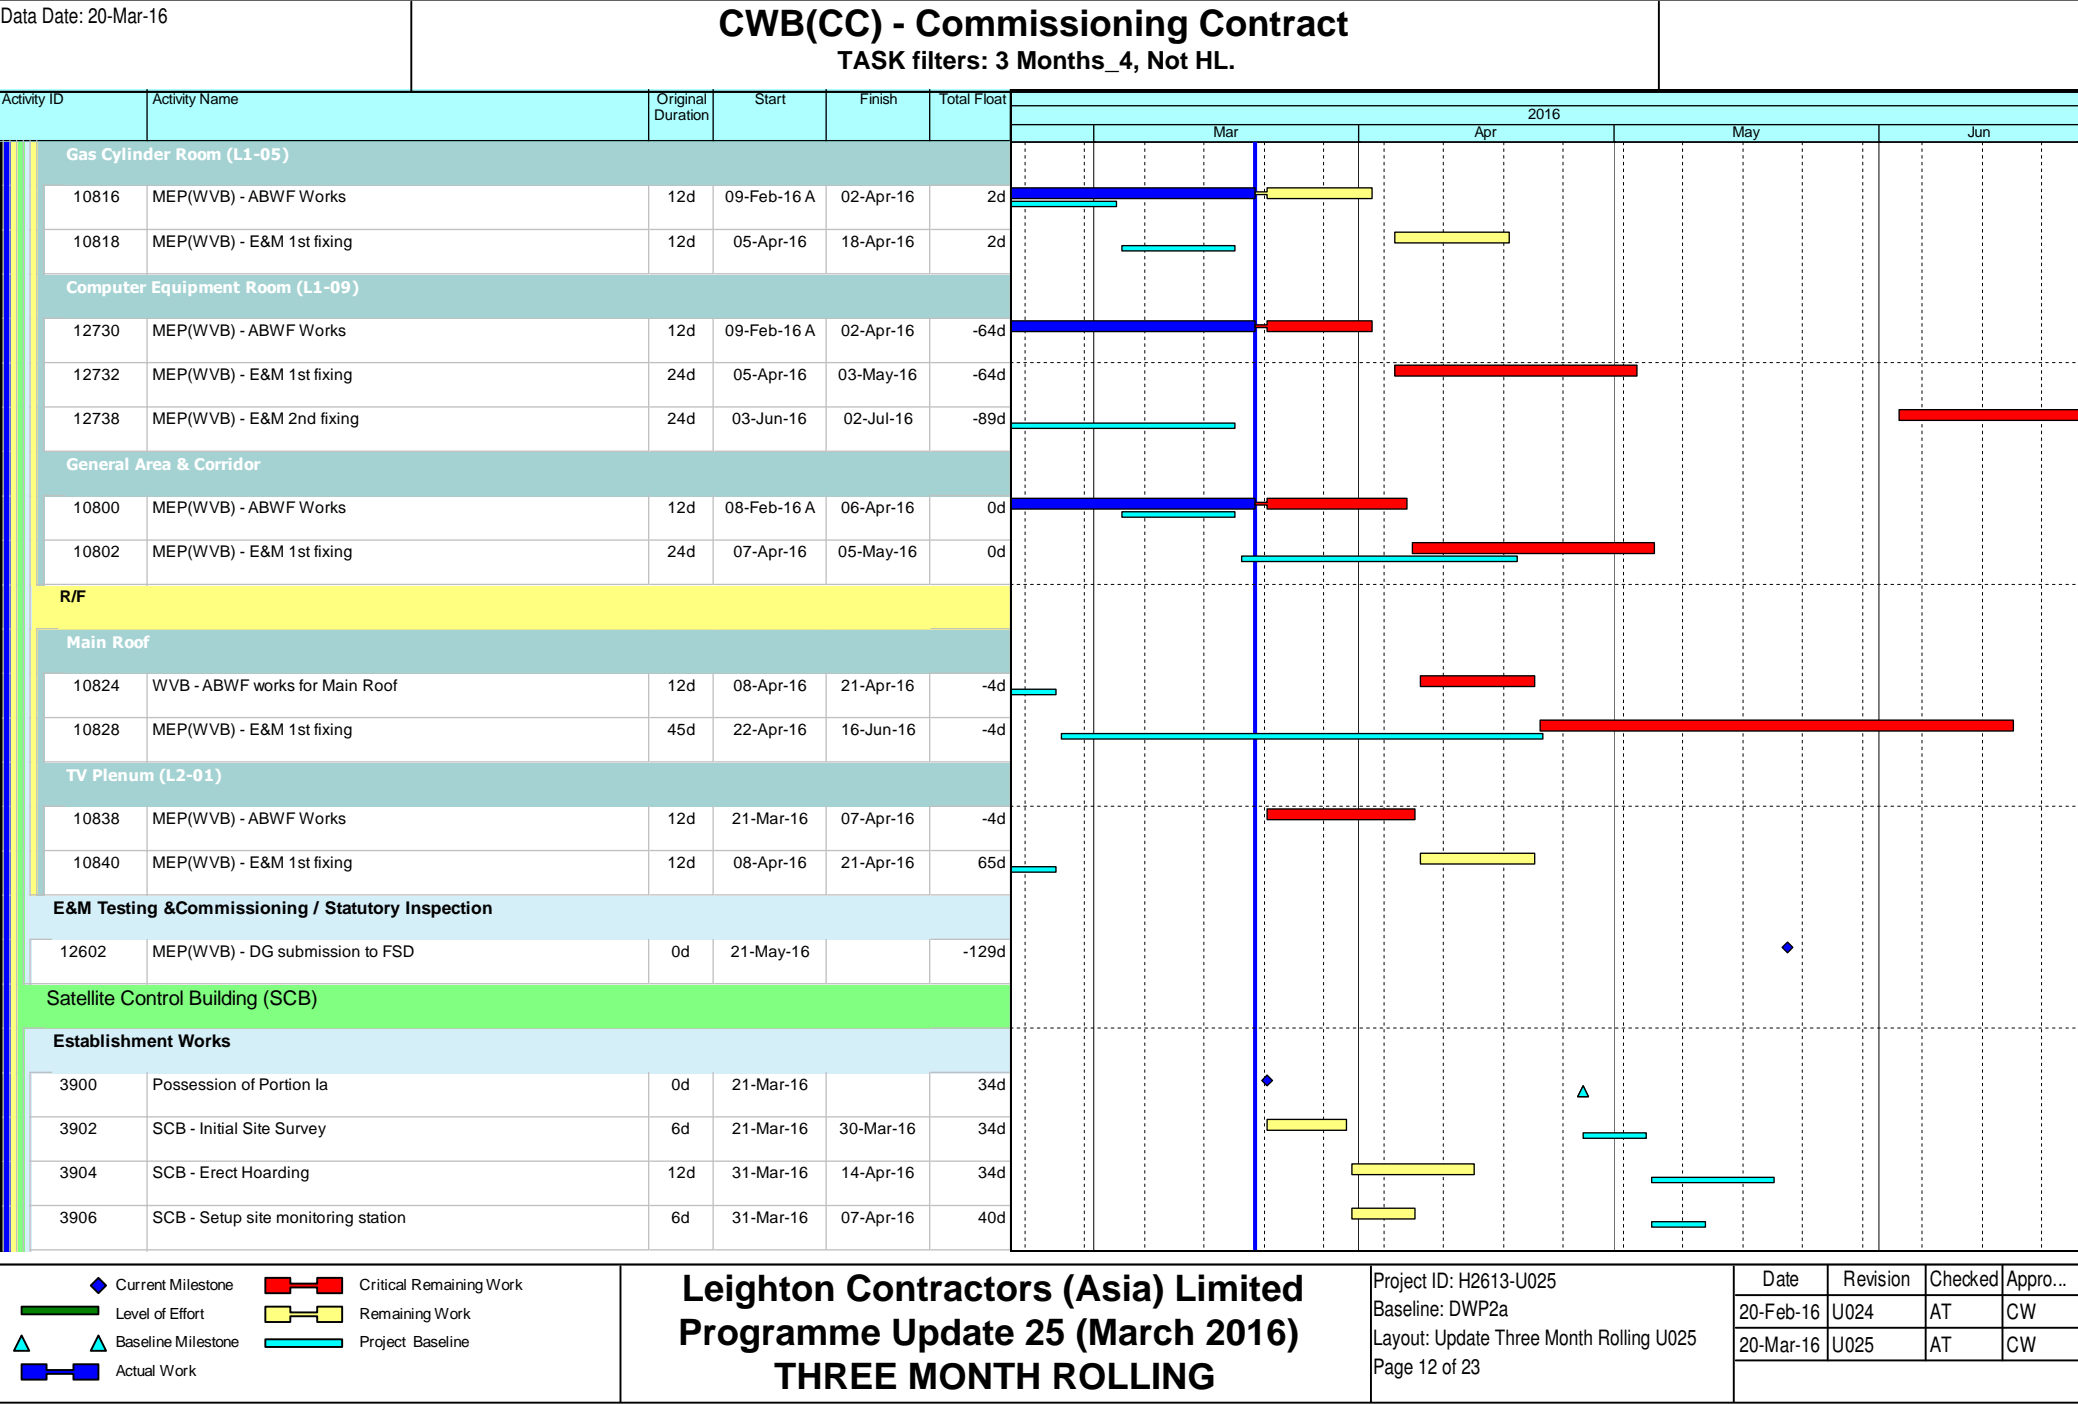 Data Date: 20-Mar-16
CWB(CC) - Commissioning Contract
TASK filters: 3 Months_4, Not HL.
Activity ID Activity Name Original Duration Start Finish Total Float
2016
Mar Apr May Jun
Gas Cylinder Room (L1-05)
10816 MEP(WVB) - ABWF Works 12d 09-Feb-16 A 02-Apr-16 2d
10818 MEP(WVB) - E&M 1st fixing 12d 05-Apr-16 18-Apr-16 2d
Computer Equipment Room (L1-09)
12730 MEP(WVB) - ABWF Works 12d 09-Feb-16 A 02-Apr-16 -64d
12732 MEP(WVB) - E&M 1st fixing 24d 05-Apr-16 03-May-16 -64d
12738 MEP(WVB) - E&M 2nd fixing 24d 03-Jun-16 02-Jul-16 -89d
General Area & Corridor
10800 MEP(WVB) - ABWF Works 12d 08-Feb-16 A 06-Apr-16 0d
10802 MEP(WVB) - E&M 1st fixing 24d 07-Apr-16 05-May-16 0d
R/F
Main Roof
10824 WVB - ABWF works for Main Roof 12d 08-Apr-16 21-Apr-16 -4d
10828 MEP(WVB) - E&M 1st fixing 45d 22-Apr-16 16-Jun-16 -4d
TV Plenum (L2-01)
10838 MEP(WVB) - ABWF Works 12d 21-Mar-16 07-Apr-16 -4d
10840 MEP(WVB) - E&M 1st fixing 12d 08-Apr-16 21-Apr-16 65d
E&M Testing &Commissioning / Statutory Inspection
12602 MEP(WVB) - DG submission to FSD 0d 21-May-16 -129d
Satellite Control Building (SCB)
Establishment Works
3900 Possession of Portion Ia 0d 21-Mar-16 34d
3902 SCB - Initial Site Survey 6d 21-Mar-16 30-Mar-16 34d
3904 SCB - Erect Hoarding 12d 31-Mar-16 14-Apr-16 34d
3906 SCB - Setup site monitoring station 6d 31-Mar-16 07-Apr-16 40d
Current Milestone Critical Remaining Work
Level of Effort Remaining Work
Baseline Milestone Project Baseline
Actual Work
Leighton Contractors (Asia) Limited
Programme Update 25 (March 2016)
THREE MONTH ROLLING
Project ID: H2613-U025
Baseline: DWP2a
Layout: Update Three Month Rolling U025
Page 12 of 23
Date Revision Checked Appro...
20-Feb-16 U024 AT CW
20-Mar-16 U025 AT CW